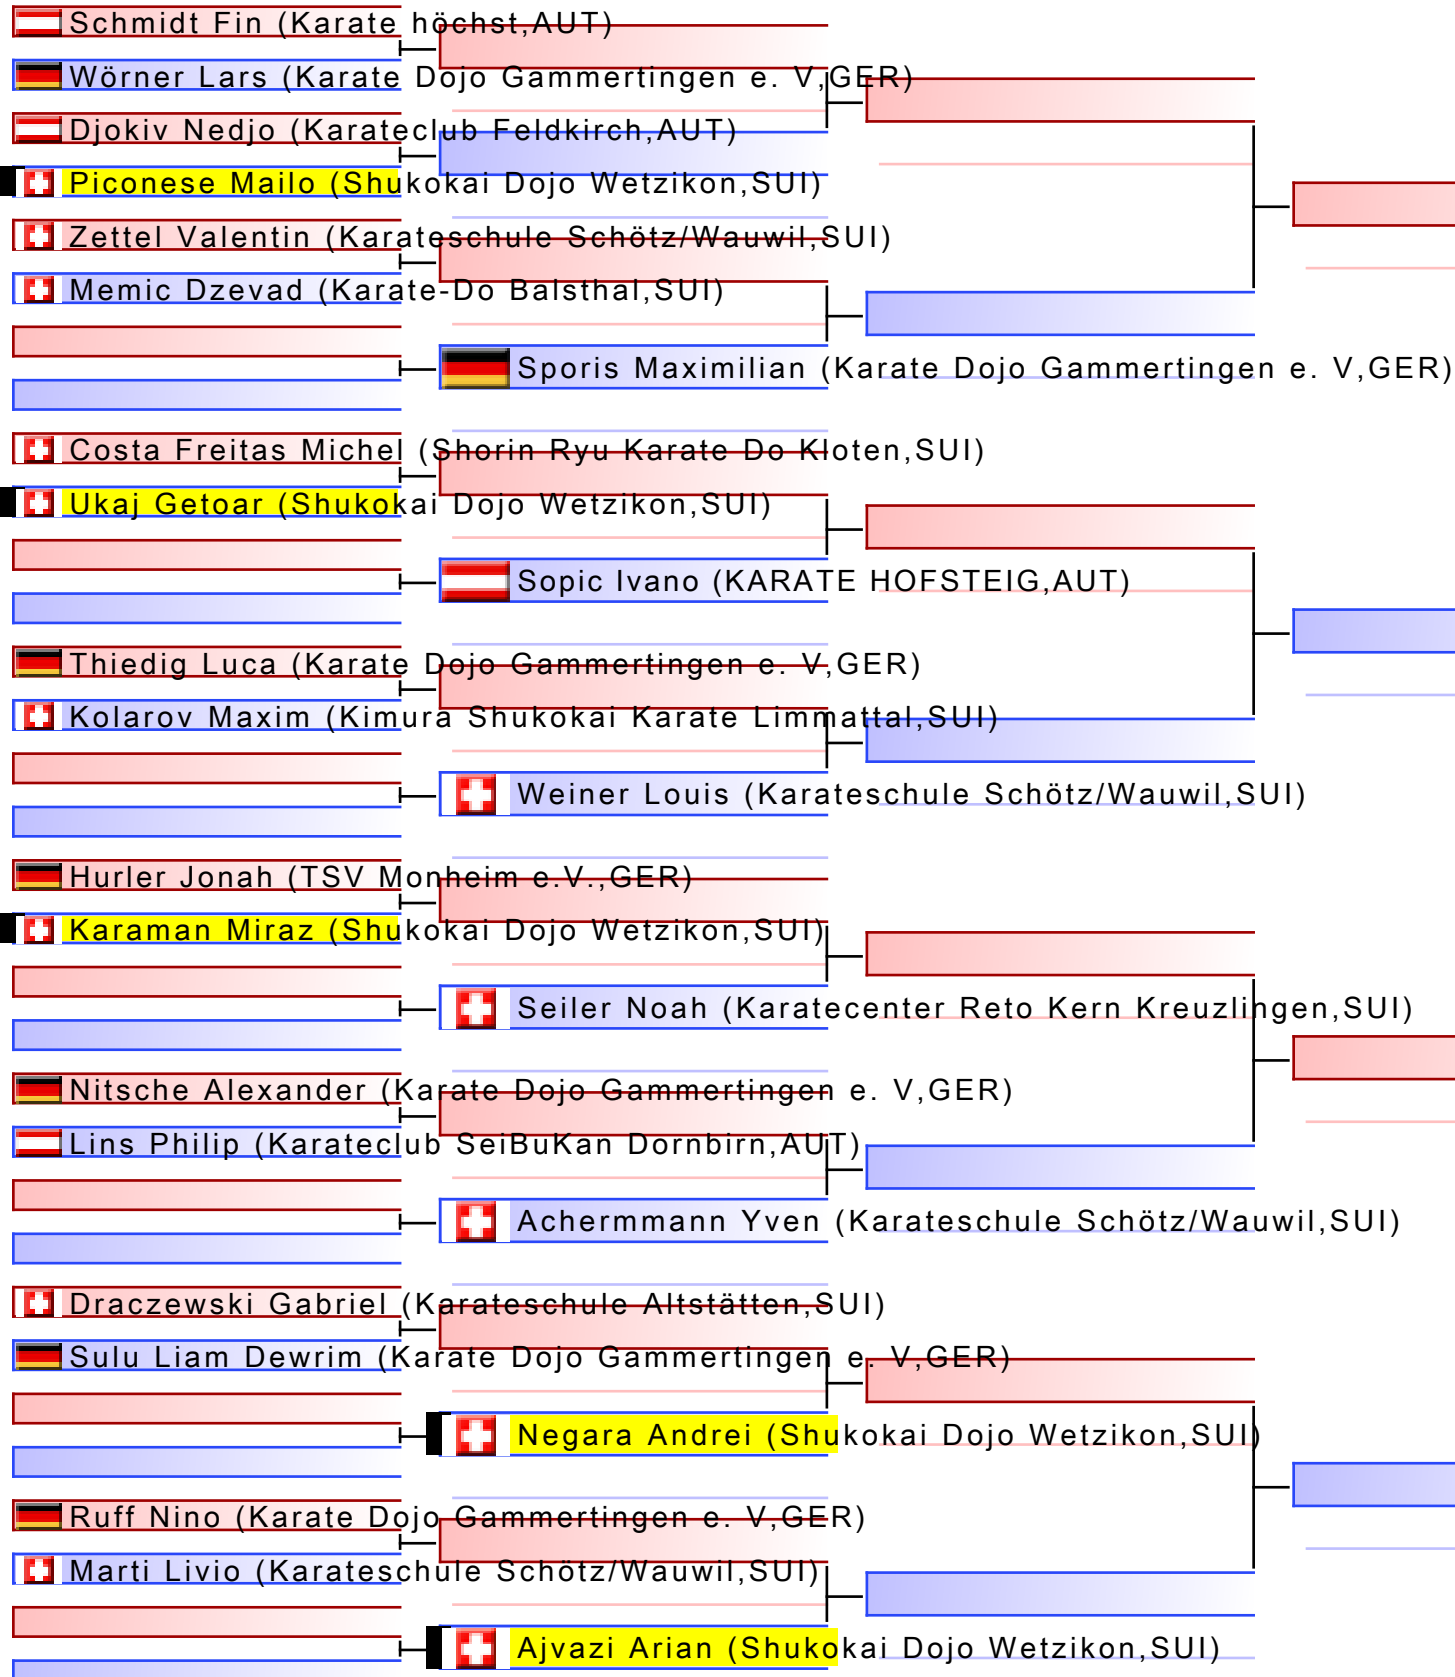 Schmidt Fin (Karate höchst,AUT)
Wörner Lars (Karate Dojo Gammertingen e. V,GER)
Djokiv Nedjo (Karateclub Feldkirch,AUT)
Piconese Mailo (Shukokai Dojo Wetzikon,SUI)
Zettel Valentin (Karateschule Schötz/Wauwil,SUI)
Memic Dzevad (Karate-Do Balsthal,SUI)
Sporis Maximilian (Karate Dojo Gammertingen e. V,GER)
Costa Freitas Michel (Shorin Ryu Karate Do Kloten,SUI)
Ukaj Getoar (Shukokai Dojo Wetzikon,SUI)
Sopic Ivano (KARATE HOFSTEIG,AUT)
Thiedig Luca (Karate Dojo Gammertingen e. V,GER)
Kolarov Maxim (Kimura Shukokai Karate Limmattal,SUI)
Weiner Louis (Karateschule Schötz/Wauwil,SUI)
Hurler Jonah (TSV Monheim e.V.,GER)
Karaman Miraz (Shukokai Dojo Wetzikon,SUI)
Seiler Noah (Karatecenter Reto Kern Kreuzlingen,SUI)
Nitsche Alexander (Karate Dojo Gammertingen e. V,GER)
Lins Philip (Karateclub SeiBuKan Dornbirn,AUT)
Achermmann Yven (Karateschule Schötz/Wauwil,SUI)
Draczewski Gabriel (Karateschule Altstätten,SUI)
Sulu Liam Dewrim (Karate Dojo Gammertingen e. V,GER)
Negara Andrei (Shukokai Dojo Wetzikon,SUI)
Ruff Nino (Karate Dojo Gammertingen e. V,GER)
Marti Livio (Karateschule Schötz/Wauwil,SUI)
Ajvazi Arian (Shukokai Dojo Wetzikon,SUI)